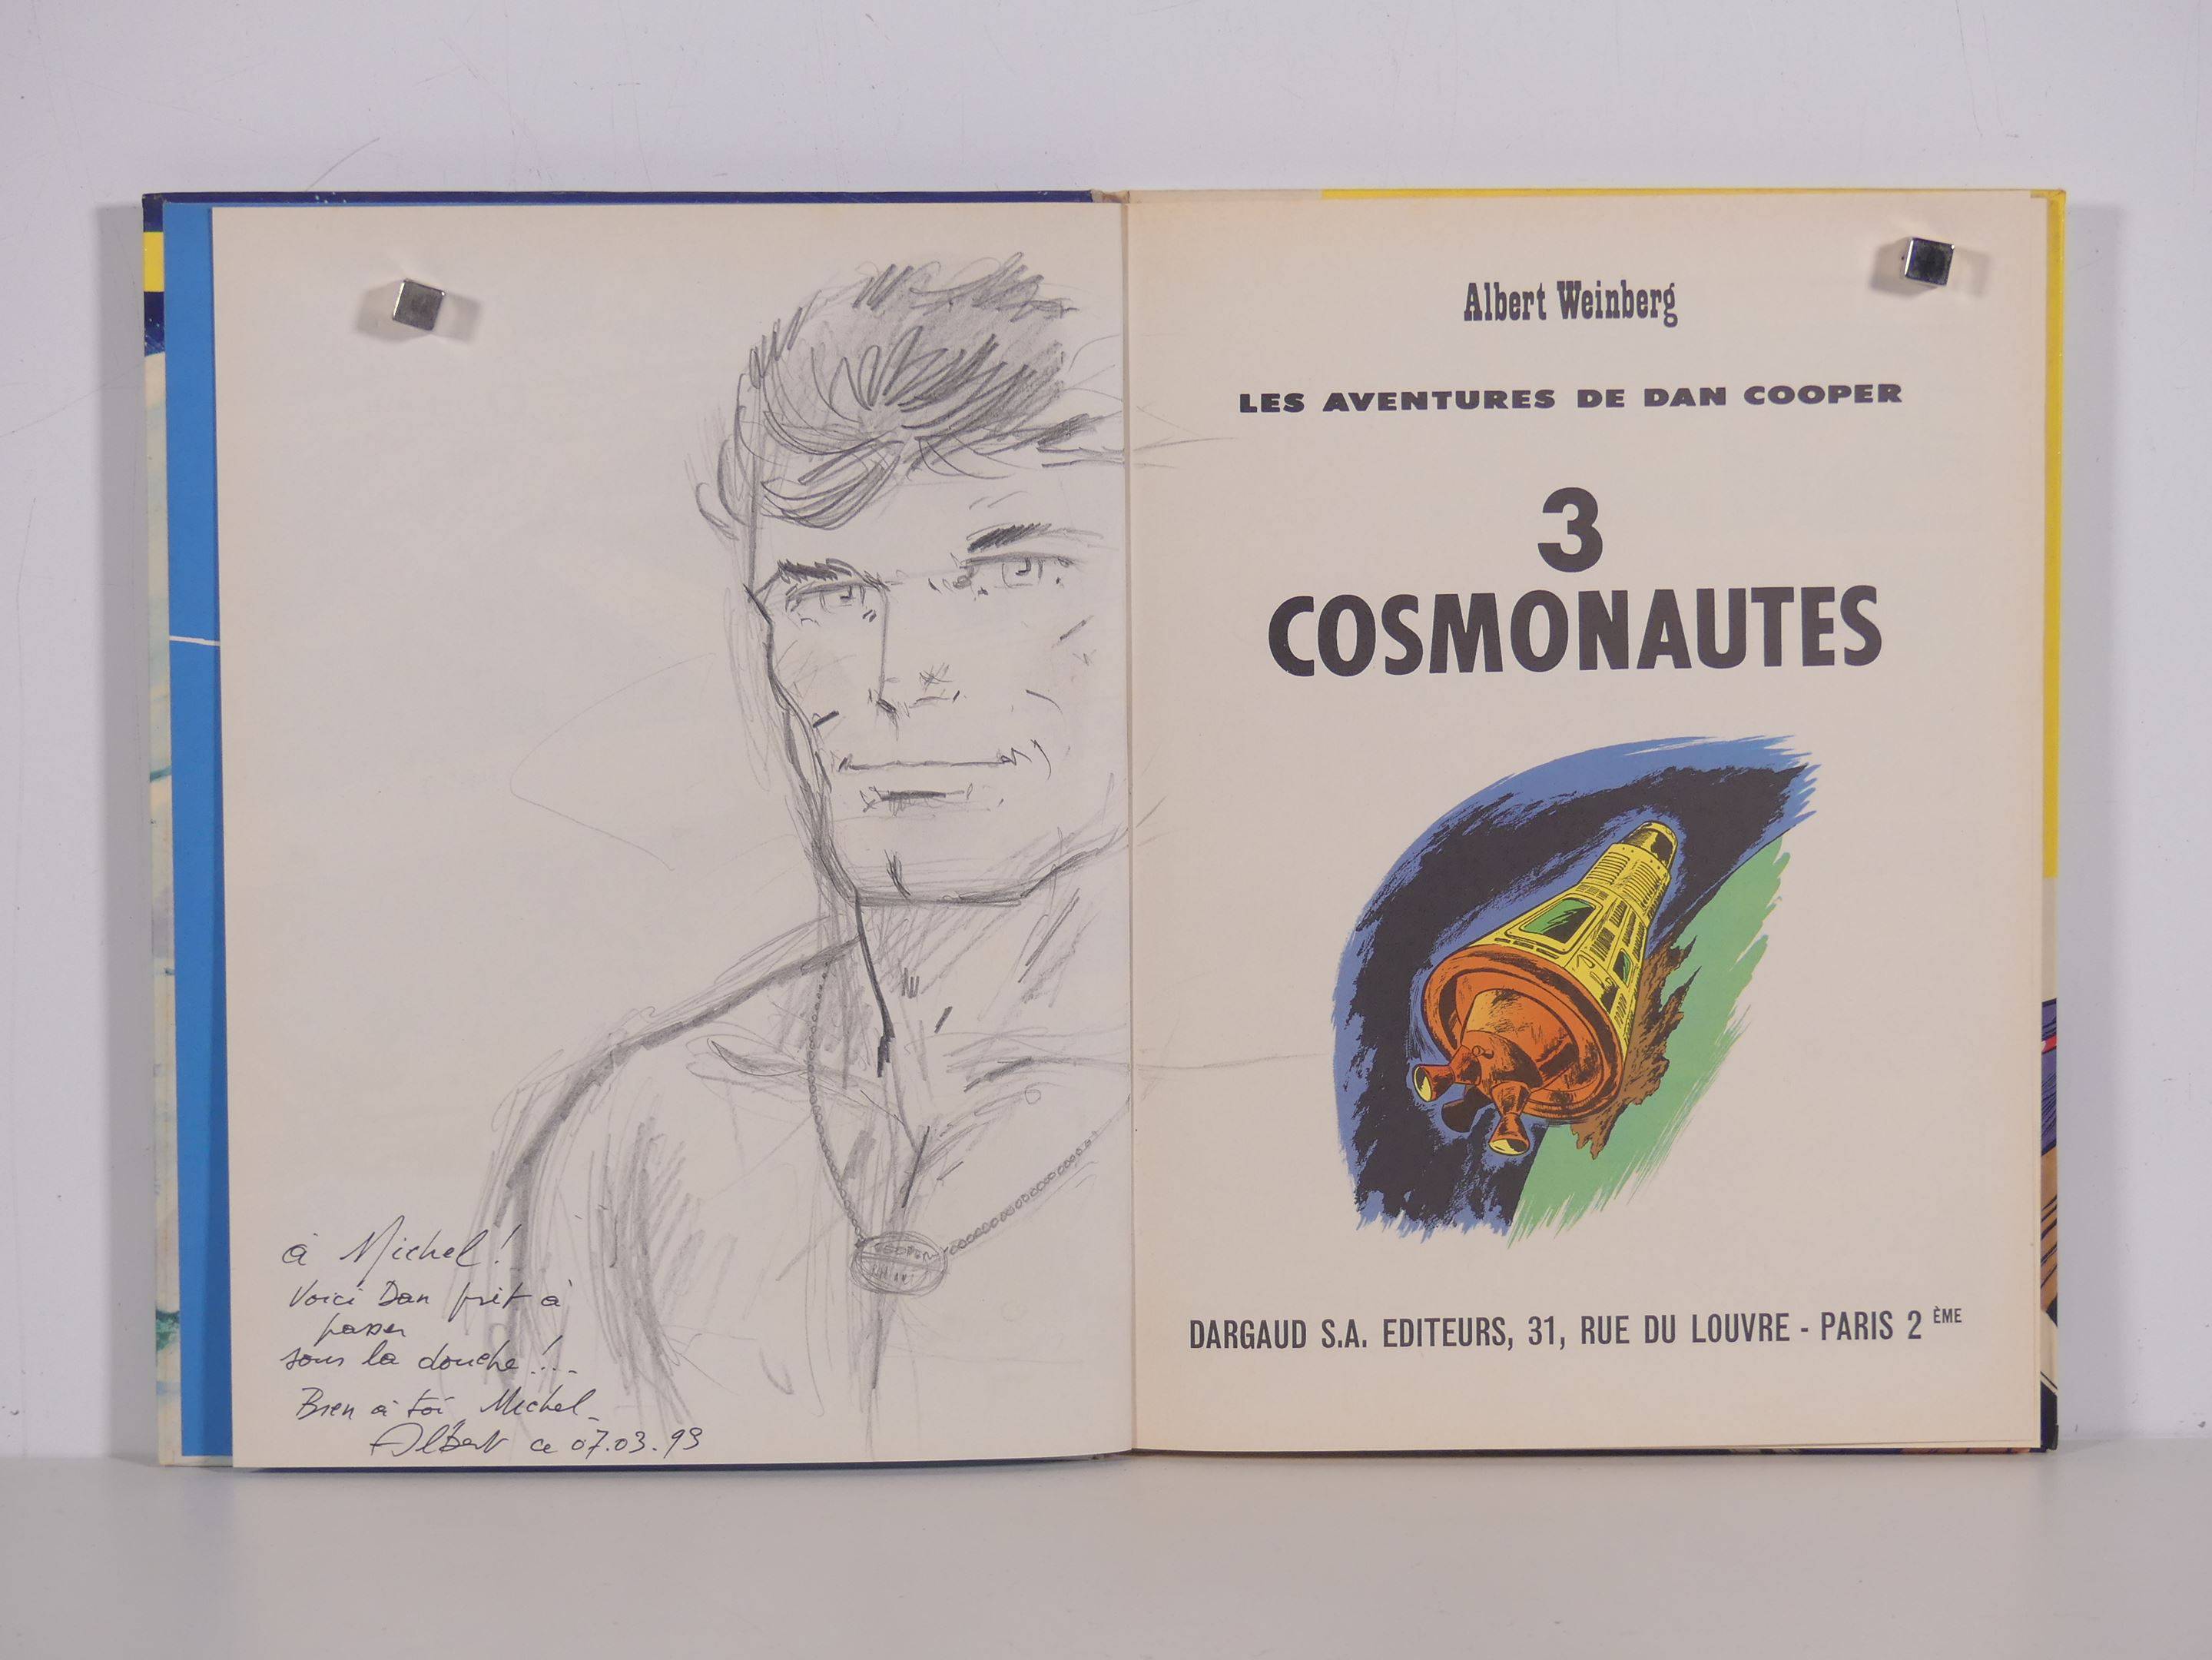 à Michel !
Voici Dan prêt à
passer
sous la douche !...
Bien à toi Michel_
Albert ce 07.03.93
Albert Weinberg
LES AVENTURES DE DAN COOPER
3
COSMONAUTES
DARGAUD S.A. EDITEURS, 31, RUE DU LOUVRE - PARIS 2 ÈME